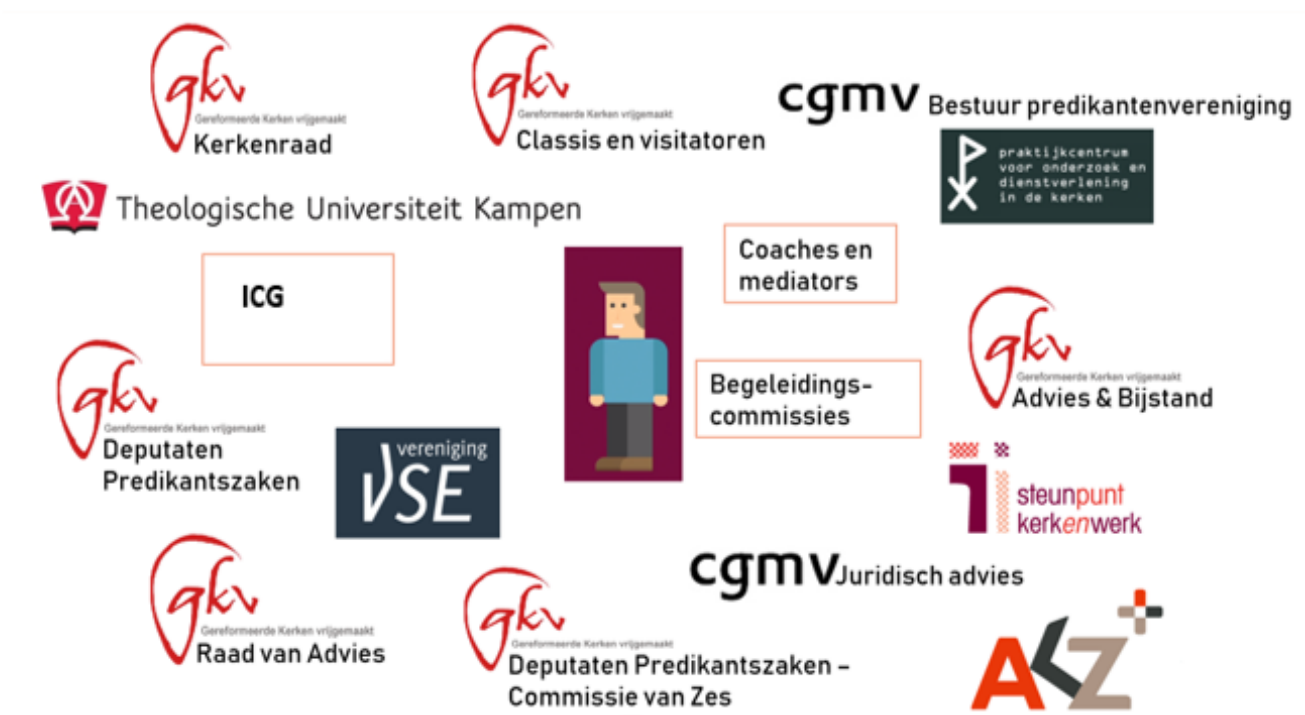 gkv
Gereformeerde Kerken vrijgemaakt
Kerkenraad
gkv
Gereformeerde Kerken vrijgemaakt
Classis en visitatoren
cgmv Bestuur predikantenvereniging
praktijkcentrum
voor onderzoek en
dienstverlening
in de kerken
Theologische Universiteit Kampen
ICG
Coaches en
mediators
gkv
Gereformeerde Kerken vrijgemaakt
Advies & Bijstand
gkv
Gereformeerde Kerken vrijgemaakt
Deputaten
Predikantszaken
vereniging
VSE
Begeleidings-
commissies
steunpunt
kerkenwerk
gkv
Gereformeerde Kerken vrijgemaakt
Raad van Advies
gkv
Gereformeerde Kerken vrijgemaakt
Deputaten Predikantszaken –
Commissie van Zes
cgmv Juridisch advies
AKZ